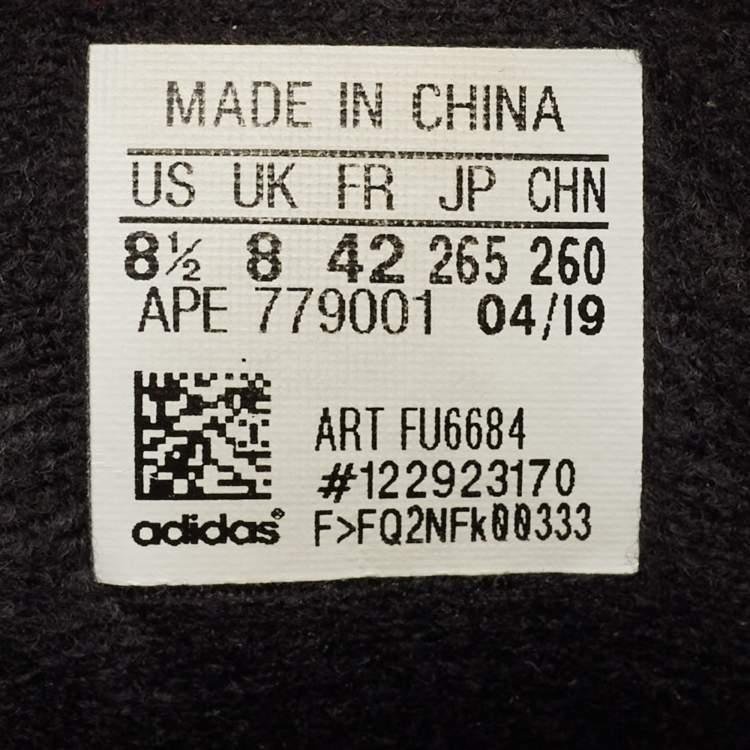 MADE IN CHINA
US UK FR JP CHN
8½ 8 42 265 260
APE 779001 04/19
ART FU6684
#122923170
adidas® F>FQ2NFk00333